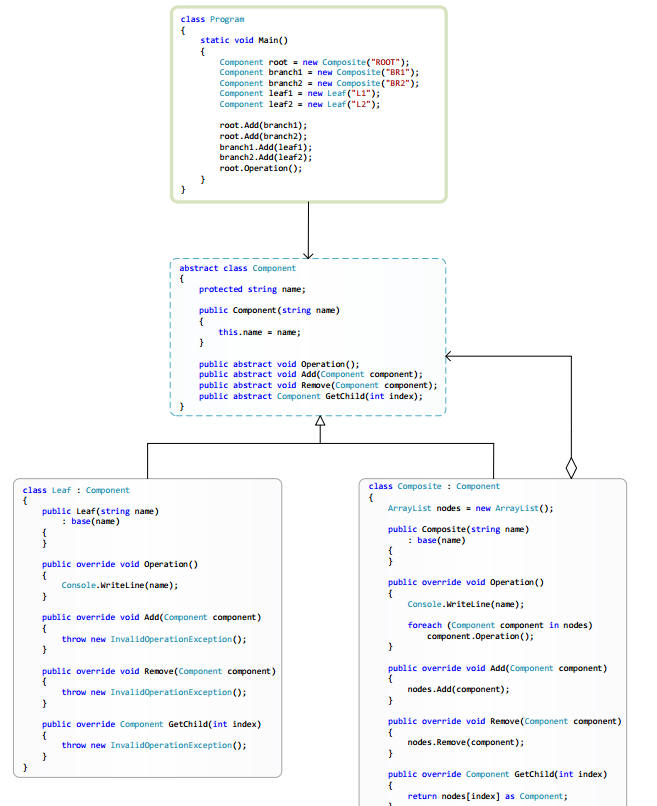 class Program
{
static void Main()
{
Component root = new Composite("ROOT");
Component branch1 = new Composite("BR1");
Component branch2 = new Composite("BR2");
Component leaf1 = new Leaf("L1");
Component leaf2 = new Leaf("L2");
root.Add(branch1);
root.Add(branch2);
branch1.Add(leaf1);
branch2.Add(leaf2);
root.Operation();
}
}
abstract class Component
{
protected string name;
public Component(string name)
{
this.name = name;
}
public abstract void Operation();
public abstract void Add(Component component);
public abstract void Remove(Component component);
public abstract Component GetChild(int index);
}
class Leaf : Component
{
public Leaf(string name)
: base(name)
{
}
public override void Operation()
{
Console.WriteLine(name);
}
public override void Add(Component component)
{
throw new InvalidOperationException();
}
public override void Remove(Component component)
{
throw new InvalidOperationException();
}
public override Component GetChild(int index)
{
throw new InvalidOperationException();
}
}
class Composite : Component
{
ArrayList nodes = new ArrayList();
public Composite(string name)
: base(name)
{
}
public override void Operation()
{
Console.WriteLine(name);
foreach (Component component in nodes)
component.Operation();
}
public override void Add(Component component)
{
nodes.Add(component);
}
public override void Remove(Component component)
{
nodes.Remove(component);
}
public override Component GetChild(int index)
{
return nodes[index] as Component;
}